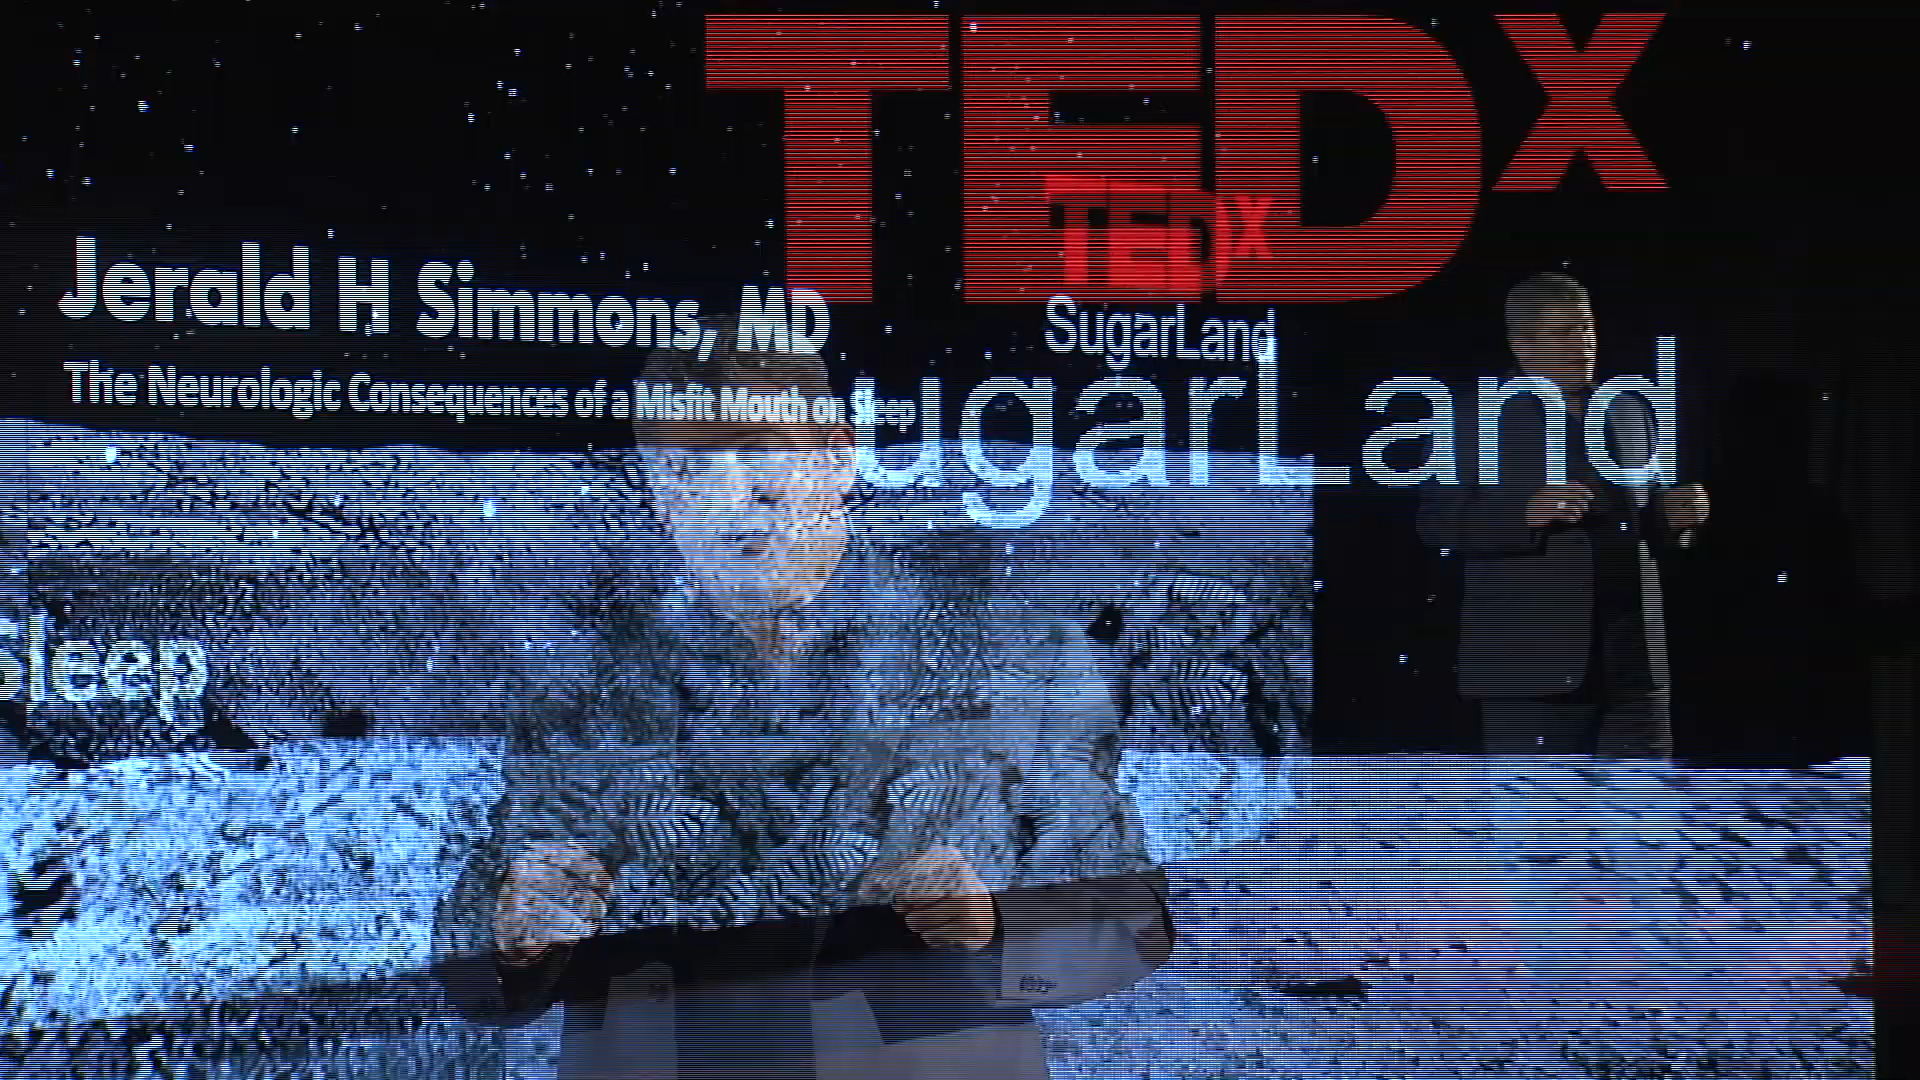 TEDx
TEDx
SugarLand
ugarLand
Jerald H Simmons, MD
The Neurologic Consequences of a Misfit Mouth on Sleep
Sleep